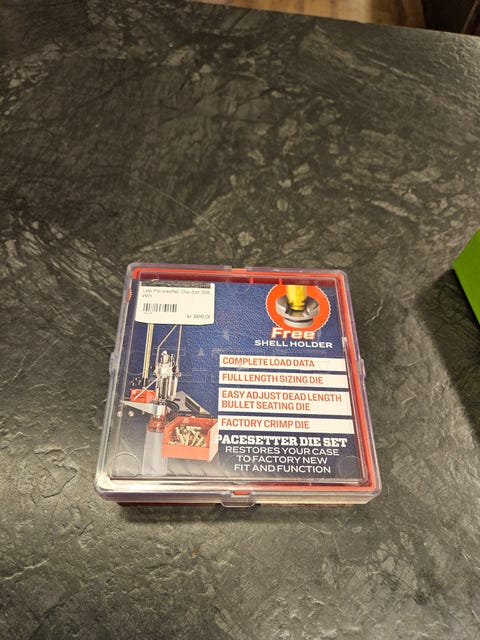 Lee Pacesetter Die-Set 308
Win
kr 999,0
Free
SHELL HOLDER
COMPLETE LOAD DATA
FULL LENGTH SIZING DIE
EASY ADJUST DEAD LENGTH
BULLET SEATING DIE
FACTORY CRIMP DIE
PACESETTER DIE SET
RESTORES YOUR CASE
TO FACTORY NEW
FIT AND FUNCTION